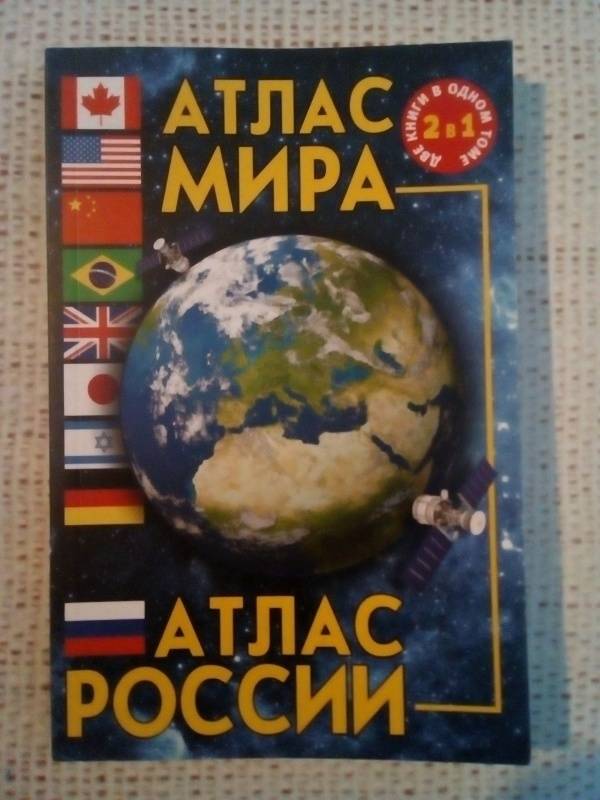 АТЛАС
МИРА
ДВЕ КНИГИ В ОДНОМ ТОМЕ
2 В 1
АТЛАС
РОССИИ